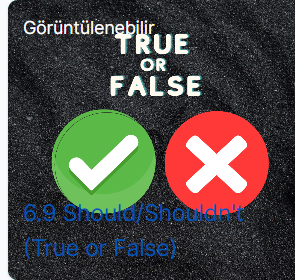 Görüntülenebilir
TRUE
OR
FALSE
6.9 Should/Shouldn't
(True or False)